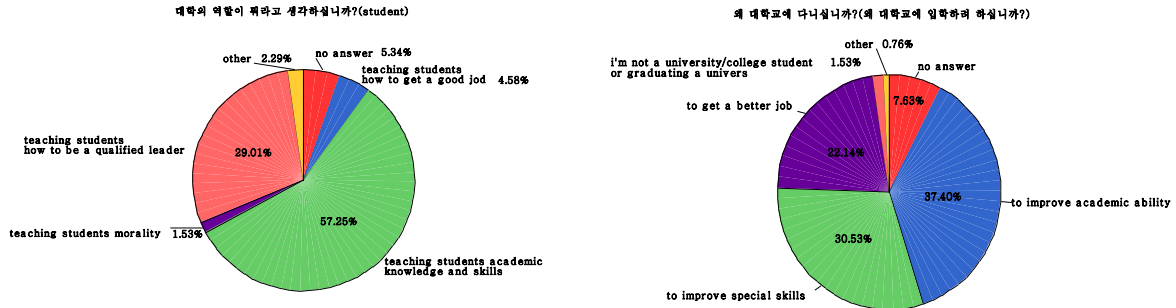 대학의 역할이 뭐라고 생각하십니까?(student)
other 2.29%
no answer 5.34%
teaching students
how to get a good jod 4.58%
teaching students
how to be a qualified leader
29.01%
57.25%
teaching students morality 1.53%
teaching students academic
knowledge and skills
왜 대학교에 다니십니까?(왜 대학교에 입학하려 하십니까?)
other 0.76%
i'm not a university/college student
or graduating a univers
1.53%
no answer
7.63%
to get a better job
22.14%
37.40%
to improve academic ability
30.53%
to improve special skills